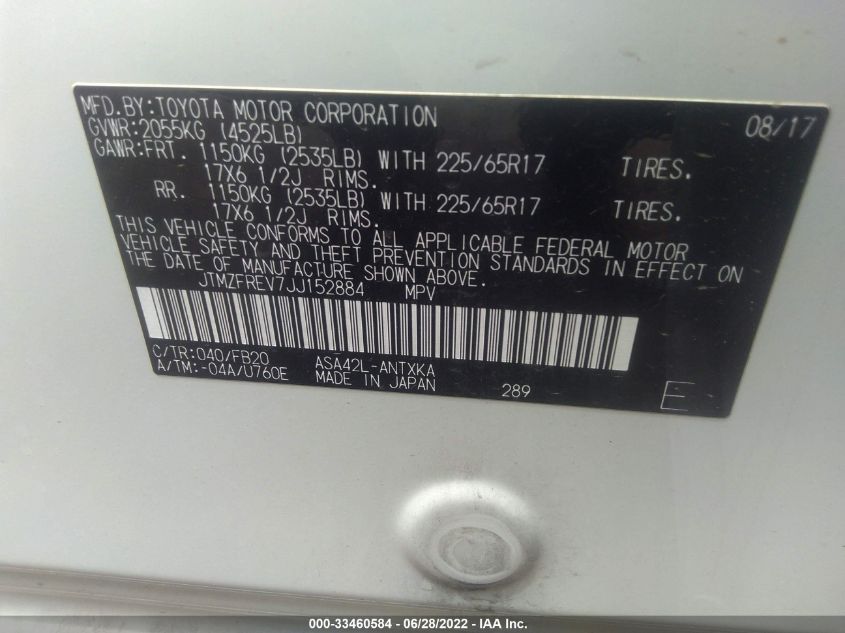 MFD.BY:TOYOTA MOTOR CORPORATION 08/17
GVWR:2055KG (4525LB)
GAWR:FRT. 1150KG (2535LB) WITH 225/65R17 TIRES.
17X6 1/2J RIMS.
RR. 1150KG (2535LB) WITH 225/65R17 TIRES.
17X6 1/2J RIMS.
THIS VEHICLE CONFORMS TO ALL APPLICABLE FEDERAL MOTOR
VEHICLE SAFETY AND THEFT PREVENTION STANDARDS IN EFFECT ON
THE DATE OF MANUFACTURE SHOWN ABOVE.
JTMZFREV7JJ152884 MPV
C/TR:040/FB20 ASA42L-ANTXKA
A/TM:-04A/U760E MADE IN JAPAN 289 E
000-33460584 - 06/28/2022 - IAA Inc.